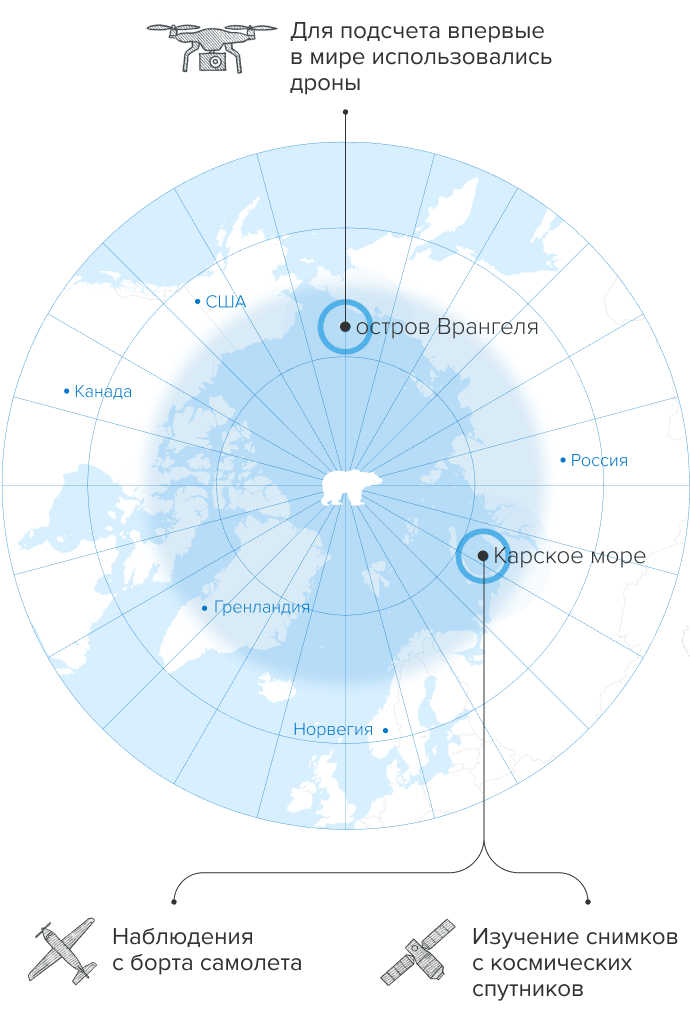 Для подсчета впервые
в мире использовались
дроны
США
остров Врангеля
Канада
Россия
Карское море
Гренландия
Норвегия
Наблюдения
с борта самолета
Изучение снимков
с космических
спутников